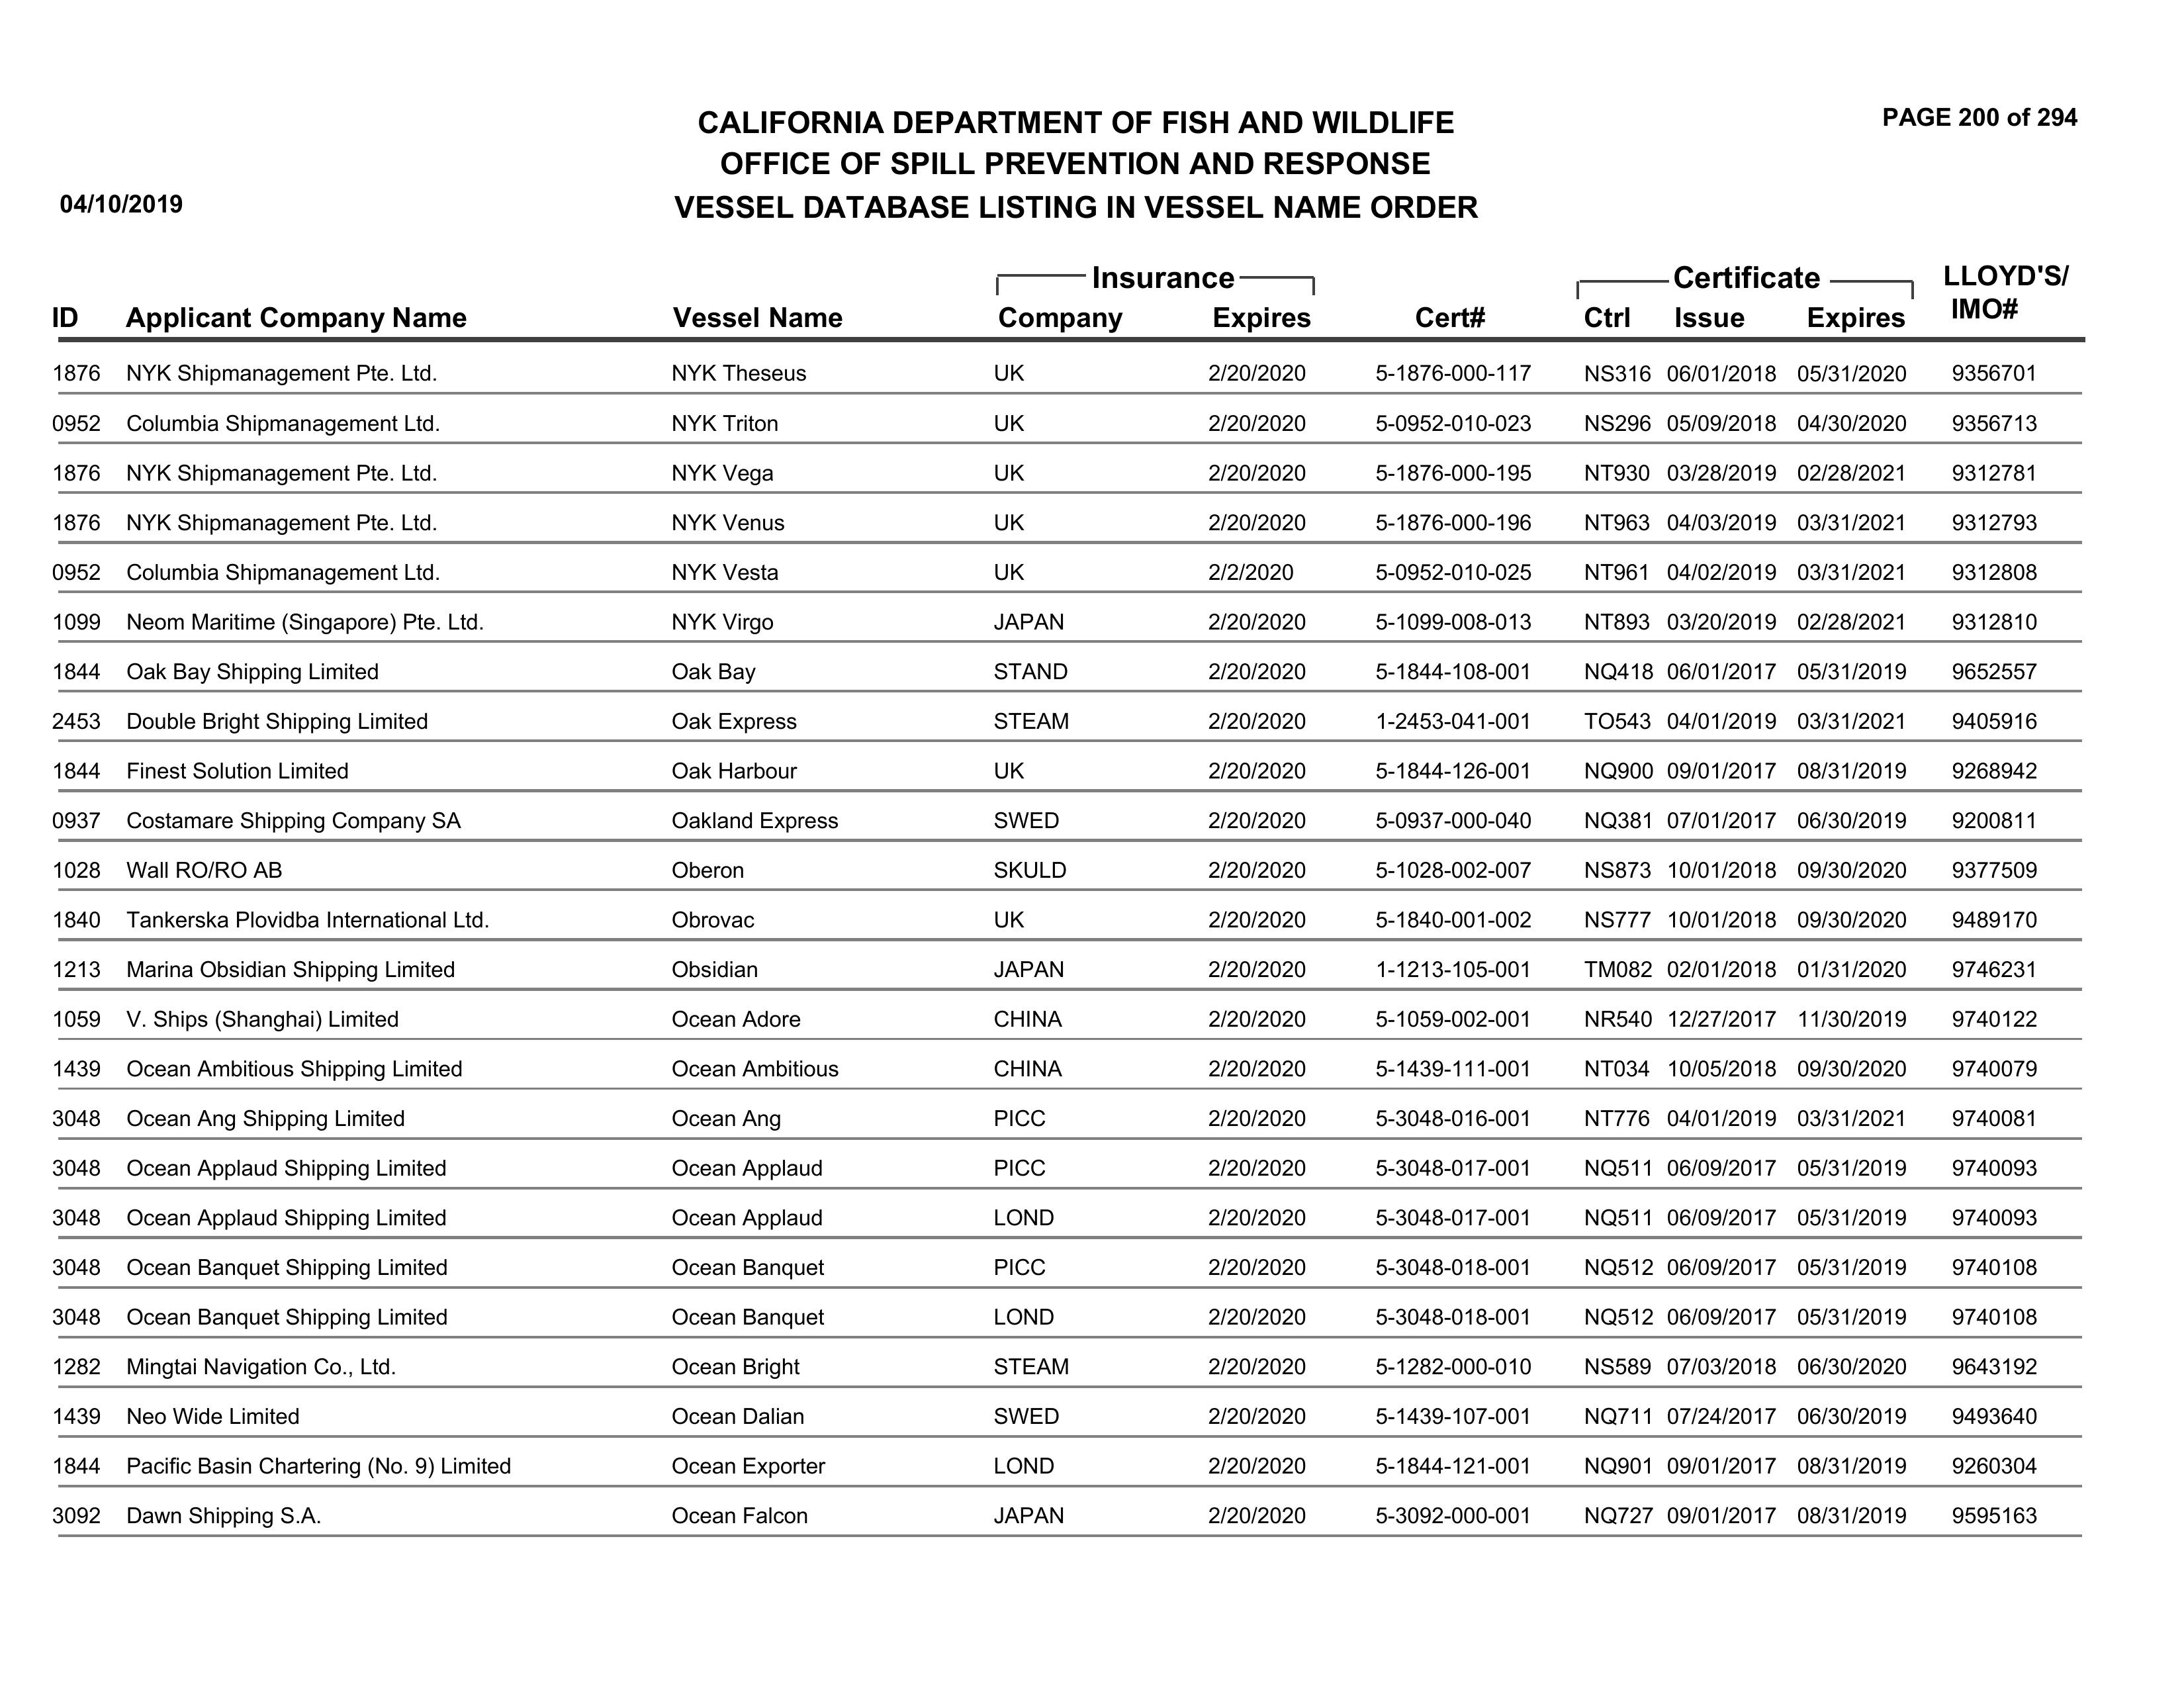 CALIFORNIA DEPARTMENT OF FISH AND WILDLIFE
PAGE 200 of 294
OFFICE OF SPILL PREVENTION AND RESPONSE
04/10/2019
VESSEL DATABASE LISTING IN VESSEL NAME ORDER
Insurance Certificate LLOYD'S/
ID Applicant Company Name Vessel Name Company Expires Cert# Ctrl Issue Expires IMO#
1876 NYK Shipmanagement Pte. Ltd. NYK Theseus UK 2/20/2020 5-1876-000-117 NS316 06/01/2018 05/31/2020 9356701
0952 Columbia Shipmanagement Ltd. NYK Triton UK 2/20/2020 5-0952-010-023 NS296 05/09/2018 04/30/2020 9356713
1876 NYK Shipmanagement Pte. Ltd. NYK Vega UK 2/20/2020 5-1876-000-195 NT930 03/28/2019 02/28/2021 9312781
1876 NYK Shipmanagement Pte. Ltd. NYK Venus UK 2/20/2020 5-1876-000-196 NT963 04/03/2019 03/31/2021 9312793
0952 Columbia Shipmanagement Ltd. NYK Vesta UK 2/2/2020 5-0952-010-025 NT961 04/02/2019 03/31/2021 9312808
1099 Neom Maritime (Singapore) Pte. Ltd. NYK Virgo JAPAN 2/20/2020 5-1099-008-013 NT893 03/20/2019 02/28/2021 9312810
1844 Oak Bay Shipping Limited Oak Bay STAND 2/20/2020 5-1844-108-001 NQ418 06/01/2017 05/31/2019 9652557
2453 Double Bright Shipping Limited Oak Express STEAM 2/20/2020 1-2453-041-001 TO543 04/01/2019 03/31/2021 9405916
1844 Finest Solution Limited Oak Harbour UK 2/20/2020 5-1844-126-001 NQ900 09/01/2017 08/31/2019 9268942
0937 Costamare Shipping Company SA Oakland Express SWED 2/20/2020 5-0937-000-040 NQ381 07/01/2017 06/30/2019 9200811
1028 Wall RO/RO AB Oberon SKULD 2/20/2020 5-1028-002-007 NS873 10/01/2018 09/30/2020 9377509
1840 Tankerska Plovidba International Ltd. Obrovac UK 2/20/2020 5-1840-001-002 NS777 10/01/2018 09/30/2020 9489170
1213 Marina Obsidian Shipping Limited Obsidian JAPAN 2/20/2020 1-1213-105-001 TM082 02/01/2018 01/31/2020 9746231
1059 V. Ships (Shanghai) Limited Ocean Adore CHINA 2/20/2020 5-1059-002-001 NR540 12/27/2017 11/30/2019 9740122
1439 Ocean Ambitious Shipping Limited Ocean Ambitious CHINA 2/20/2020 5-1439-111-001 NT034 10/05/2018 09/30/2020 9740079
3048 Ocean Ang Shipping Limited Ocean Ang PICC 2/20/2020 5-3048-016-001 NT776 04/01/2019 03/31/2021 9740081
3048 Ocean Applaud Shipping Limited Ocean Applaud PICC 2/20/2020 5-3048-017-001 NQ511 06/09/2017 05/31/2019 9740093
3048 Ocean Applaud Shipping Limited Ocean Applaud LOND 2/20/2020 5-3048-017-001 NQ511 06/09/2017 05/31/2019 9740093
3048 Ocean Banquet Shipping Limited Ocean Banquet PICC 2/20/2020 5-3048-018-001 NQ512 06/09/2017 05/31/2019 9740108
3048 Ocean Banquet Shipping Limited Ocean Banquet LOND 2/20/2020 5-3048-018-001 NQ512 06/09/2017 05/31/2019 9740108
1282 Mingtai Navigation Co., Ltd. Ocean Bright STEAM 2/20/2020 5-1282-000-010 NS589 07/03/2018 06/30/2020 9643192
1439 Neo Wide Limited Ocean Dalian SWED 2/20/2020 5-1439-107-001 NQ711 07/24/2017 06/30/2019 9493640
1844 Pacific Basin Chartering (No. 9) Limited Ocean Exporter LOND 2/20/2020 5-1844-121-001 NQ901 09/01/2017 08/31/2019 9260304
3092 Dawn Shipping S.A. Ocean Falcon JAPAN 2/20/2020 5-3092-000-001 NQ727 09/01/2017 08/31/2019 9595163